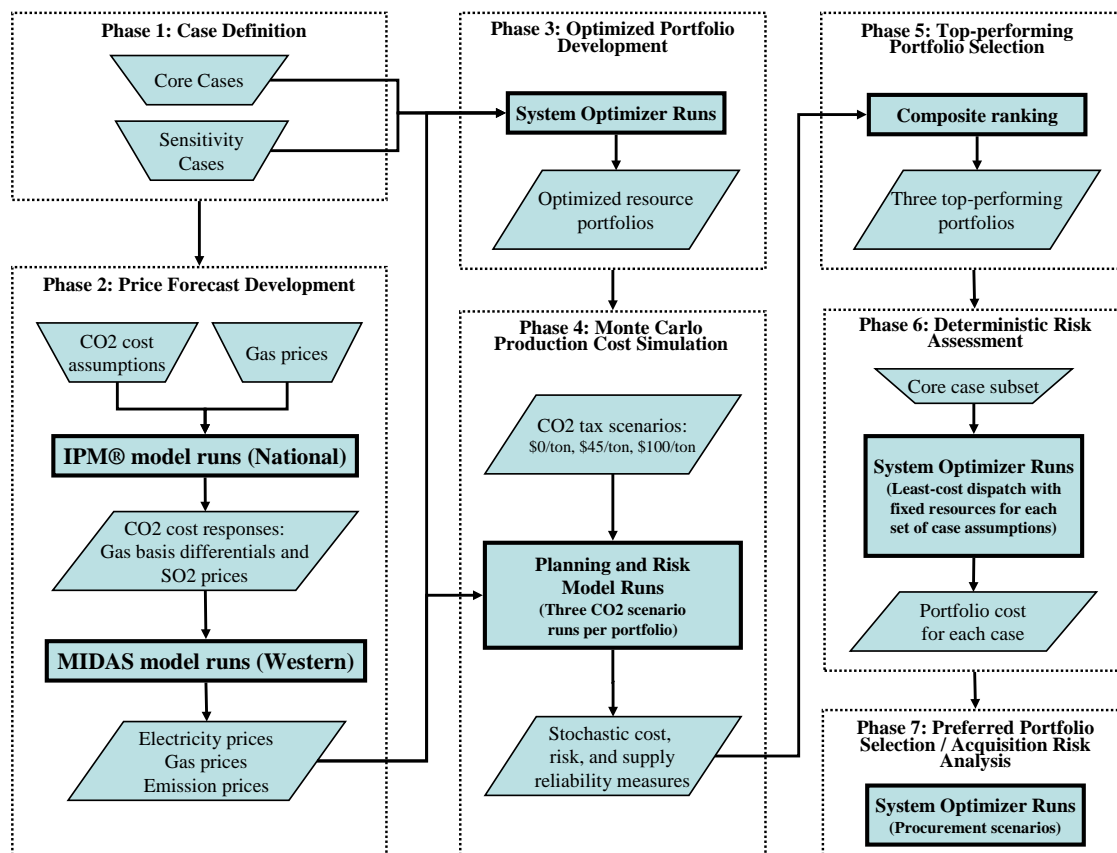 Phase 1: Case Definition
Core Cases
Sensitivity
Cases
Phase 2: Price Forecast Development
CO2 cost
assumptions
Gas prices
IPM® model runs (National)
CO2 cost responses:
Gas basis differentials and
SO2 prices
MIDAS model runs (Western)
Electricity prices
Gas prices
Emission prices
Phase 3: Optimized Portfolio
Development
System Optimizer Runs
Optimized resource
portfolios
Phase 4: Monte Carlo
Production Cost Simulation
CO2 tax scenarios:
$0/ton, $45/ton, $100/ton
Planning and Risk
Model Runs
(Three CO2 scenario
runs per portfolio)
Stochastic cost,
risk, and supply
reliability measures
Phase 5: Top-performing
Portfolio Selection
Composite ranking
Three top-performing
portfolios
Phase 6: Deterministic Risk
Assessment
Core case subset
System Optimizer Runs
(Least-cost dispatch with
fixed resources for each
set of case assumptions)
Portfolio cost
for each case
Phase 7: Preferred Portfolio
Selection / Acquisition Risk
Analysis
System Optimizer Runs
(Procurement scenarios)